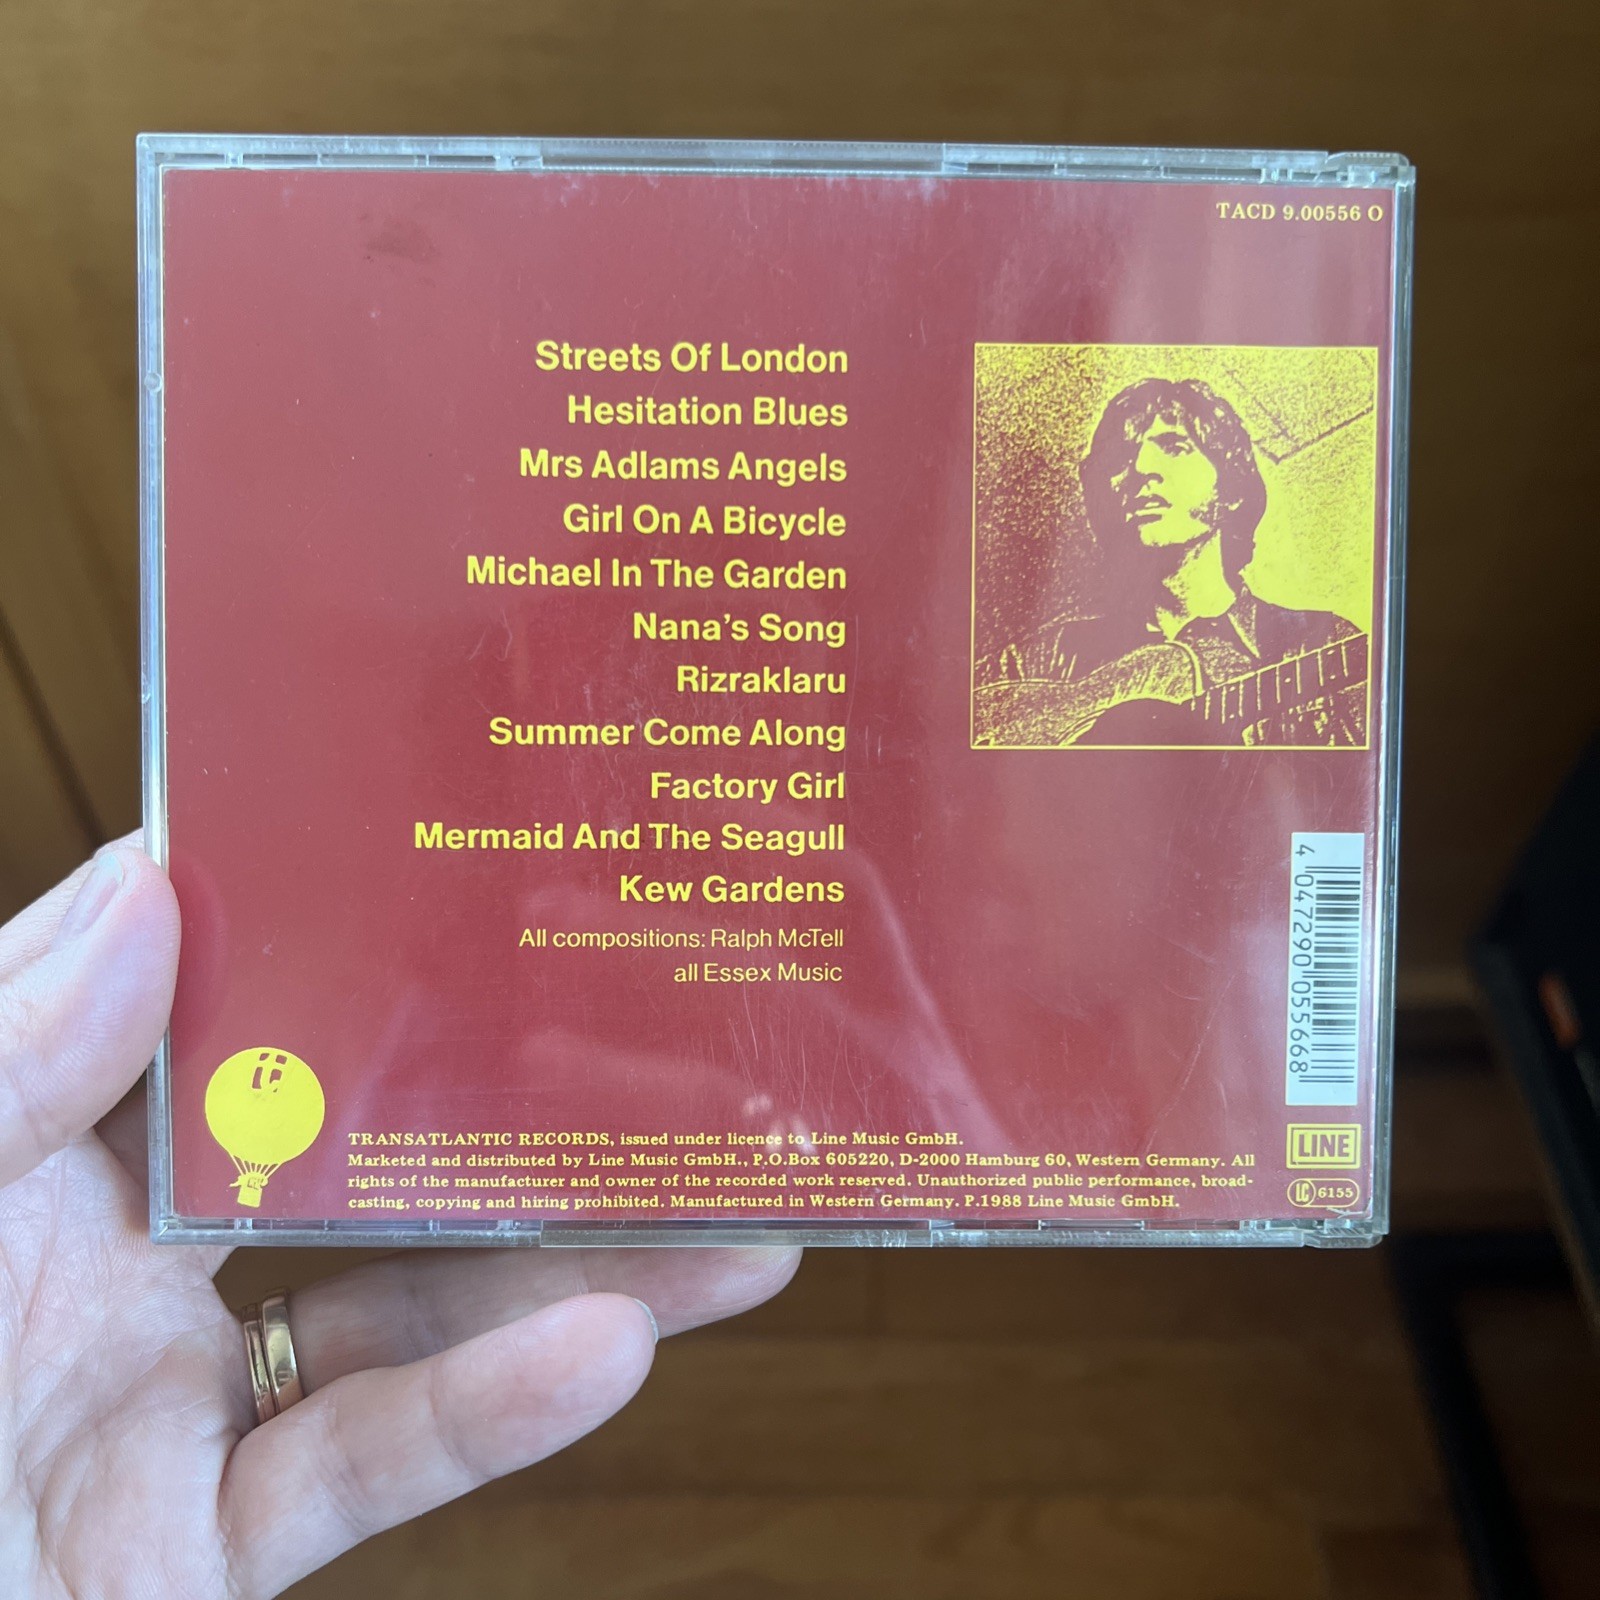 TACD 9.00556 O
Streets Of London
Hesitation Blues
Mrs Adlams Angels
Girl On A Bicycle
Michael In The Garden
Nana's Song
Rizraklaru
Summer Come Along
Factory Girl
Mermaid And The Seagull
Kew Gardens
All compositions: Ralph McTell
all Essex Music
4 047290 055668
TRANSATLANTIC RECORDS, issued under licence to Line Music GmbH.
Marketed and distributed by Line Music GmbH., P.O.Box 605220, D-2000 Hamburg 60, Western Germany. All
rights of the manufacturer and owner of the recorded work reserved. Unauthorized public performance, broad-
casting, copying and hiring prohibited. Manufactured in Western Germany. P.1988 Line Music GmbH.
LINE
LC 6155